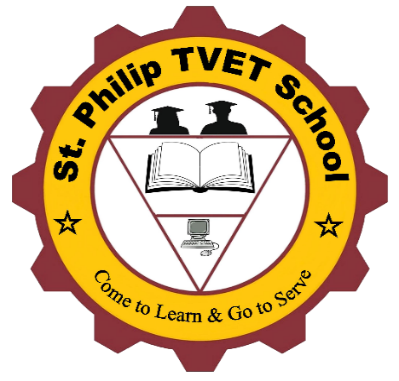 St. Philip TVET School
Come to Learn & Go to Serve